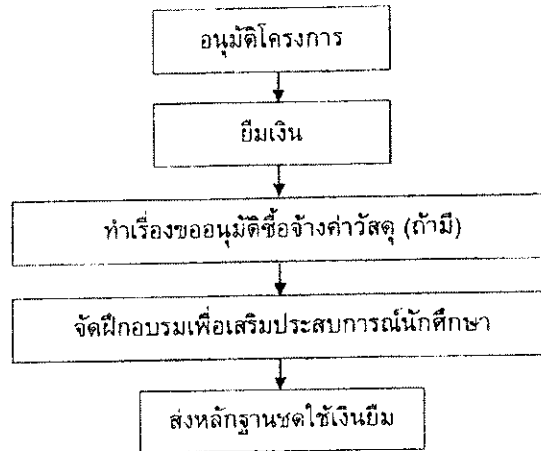 อนุมัติโครงการ
ยืมเงิน
ทำเรื่องขออนุมัติซื้อจ้างค่าวัสดุ (ถ้ามี)
จัดฝึกอบรมเพื่อเสริมประสบการณ์นักศึกษา
ส่งหลักฐานชดใช้เงินยืม